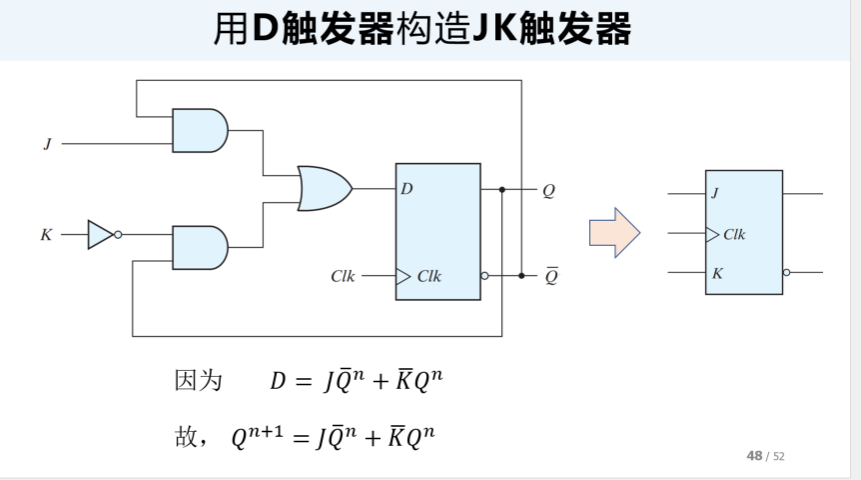 用D触发器构造JK触发器
J
K
D
Clk
Clk
Q
Q̅
J
Clk
K
因为 D = JQ̅ⁿ + K̅Qⁿ
故， Qⁿ⁺¹ = JQ̅ⁿ + K̅Qⁿ
48 / 52